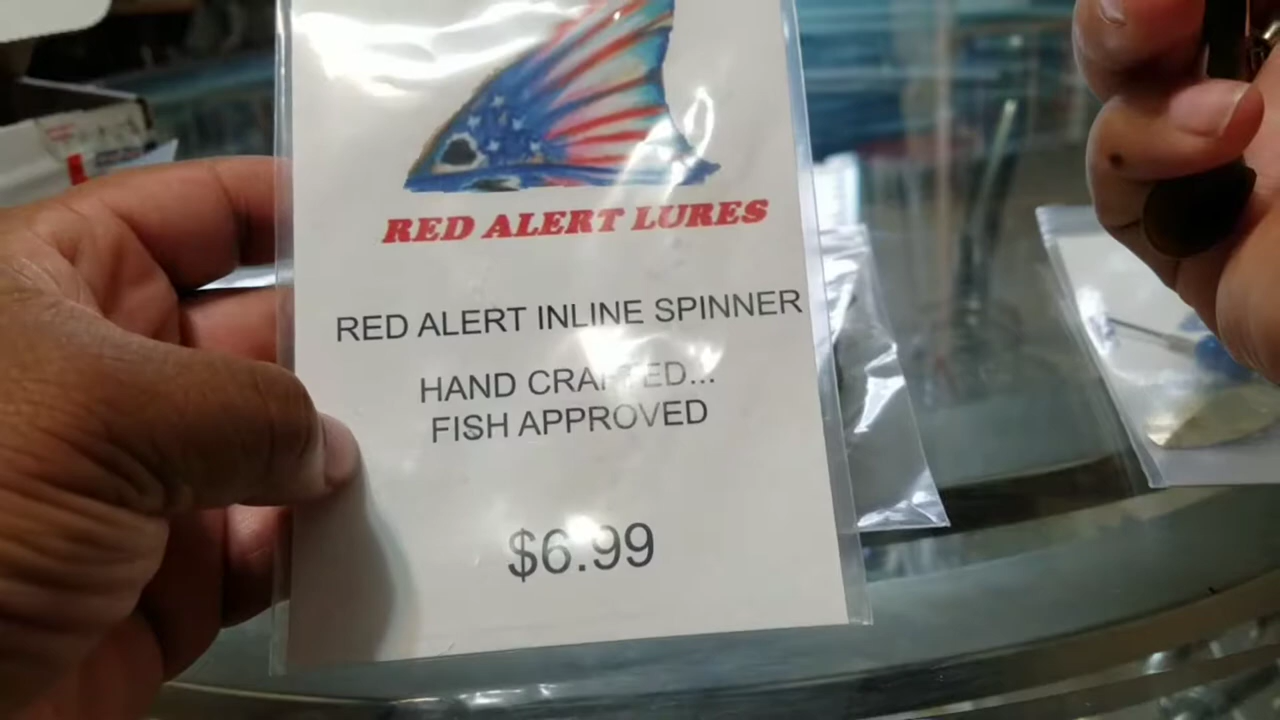 RED ALERT LURES
RED ALERT INLINE SPINNER
HAND CRAFTED...
FISH APPROVED
$6.99